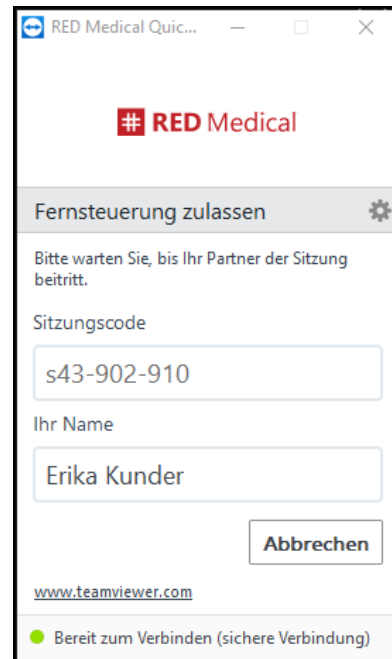 RED Medical Quic...
# RED Medical
Fernsteuerung zulassen
Bitte warten Sie, bis Ihr Partner der Sitzung
beitritt.
Sitzungscode
s43-902-910
Ihr Name
Erika Kunder
Abbrechen
www.teamviewer.com
Bereit zum Verbinden (sichere Verbindung)